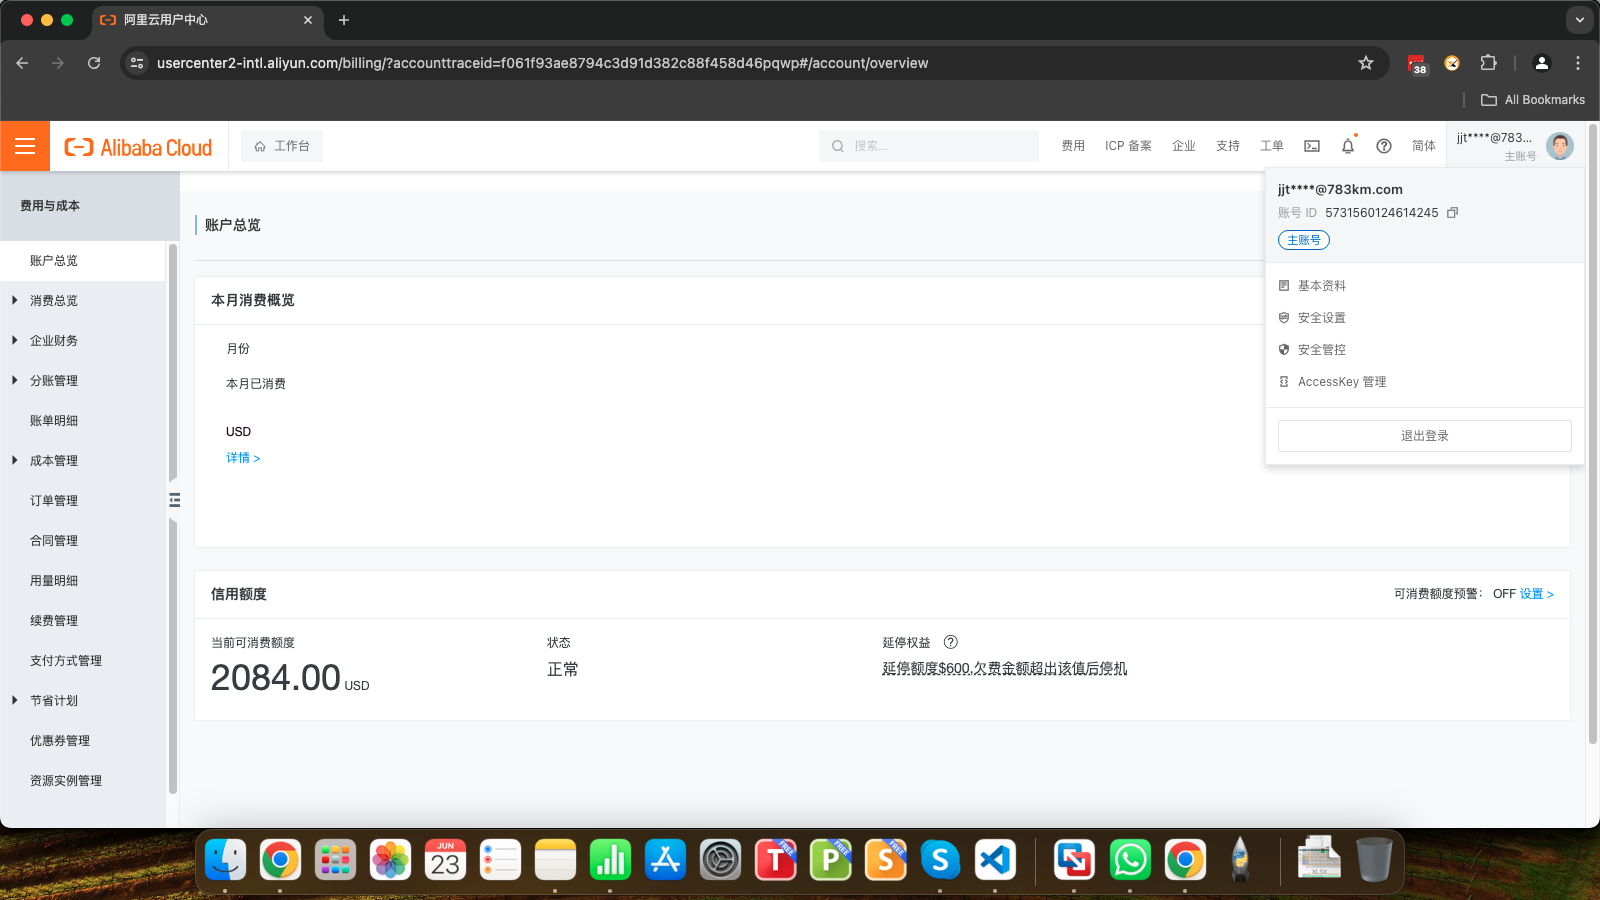 阿里云用户中心
usercenter2-intl.aliyun.com/billing/?accounttraceid=f061f93ae8794c3d91d382c88f458d46pqwp#/account/overview
38
All Bookmarks
Alibaba Cloud
工作台
搜索...
费用
ICP 备案
企业
支持
工单
简体
jjt****@783...
主账号
jjt****@783km.com
账号 ID 5731560124614245
主账号
基本资料
安全设置
安全管控
AccessKey 管理
退出登录
费用与成本
账户总览
消费总览
企业财务
分账管理
账单明细
成本管理
订单管理
合同管理
用量明细
续费管理
支付方式管理
节省计划
优惠券管理
资源实例管理
账户总览
本月消费概览
月份
本月已消费
USD
详情 >
信用额度
可消费额度预警: OFF 设置 >
当前可消费额度
2084.00 USD
状态
正常
延停权益
延停额度$600,欠费金额超出该值后停机
JUN
23
T FREE
P FREE
S FREE
S
XLSX